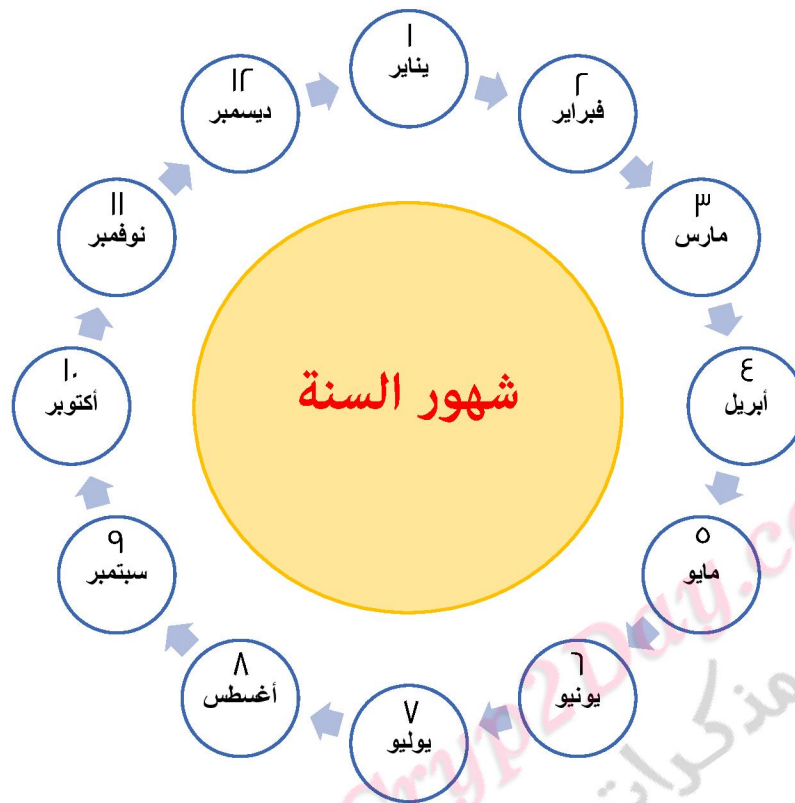 شهور السنة
١
يناير
٢
فبراير
٣
مارس
٤
أبريل
٥
مايو
٦
يونيو
٧
يوليو
٨
أغسطس
٩
سبتمبر
١٠
أكتوبر
١١
نوفمبر
١٢
ديسمبر
مذكرات